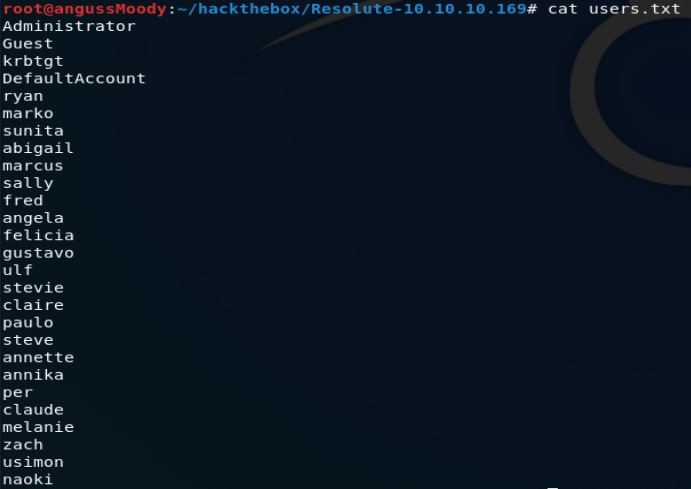 root@angussMoody:~/hackthebox/Resolute-10.10.10.169# cat users.txt
Administrator
Guest
krbtgt
DefaultAccount
ryan
marko
sunita
abigail
marcus
sally
fred
angela
felicia
gustavo
ulf
stevie
claire
paulo
steve
annette
annika
per
claude
melanie
zach
usimon
naoki